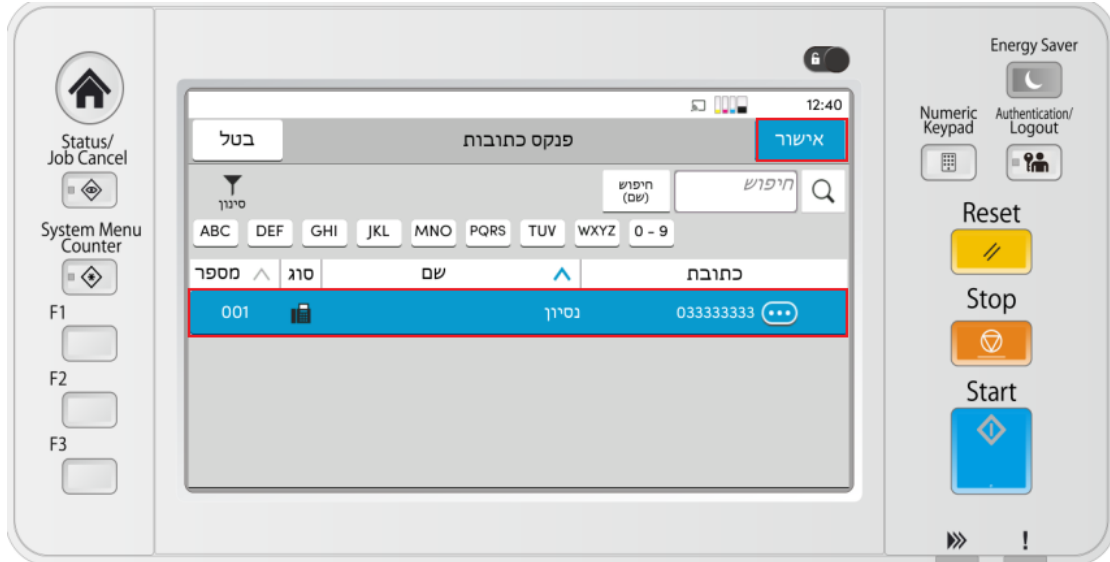 Energy Saver
Numeric Keypad
Authentication/
Logout
Status/
Job Cancel
System Menu
Counter
F1
F2
F3
12:40
אישור
פנקס כתובות
בטל
חיפוש
חיפוש
(שם)
סינון
ABC DEF GHI JKL MNO PQRS TUV WXYZ 0 - 9
מספר סוג שם כתובת
001 נסיון 033333333
Reset
Stop
Start
!